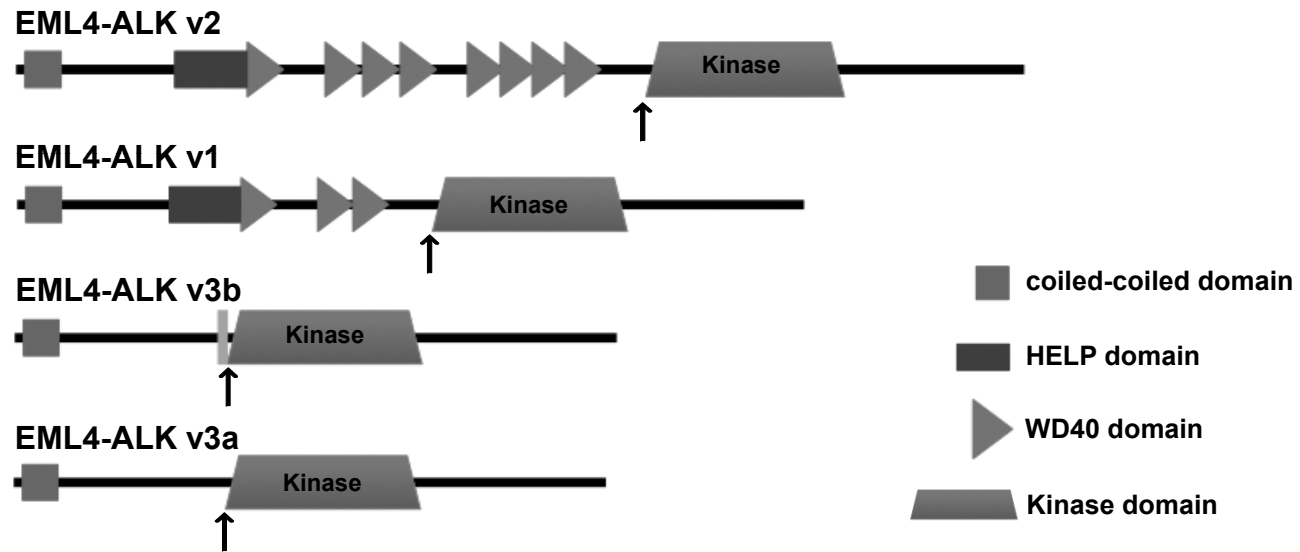 EML4-ALK v2
Kinase
EML4-ALK v1
Kinase
EML4-ALK v3b
Kinase
EML4-ALK v3a
Kinase
coiled-coiled domain
HELP domain
WD40 domain
Kinase domain